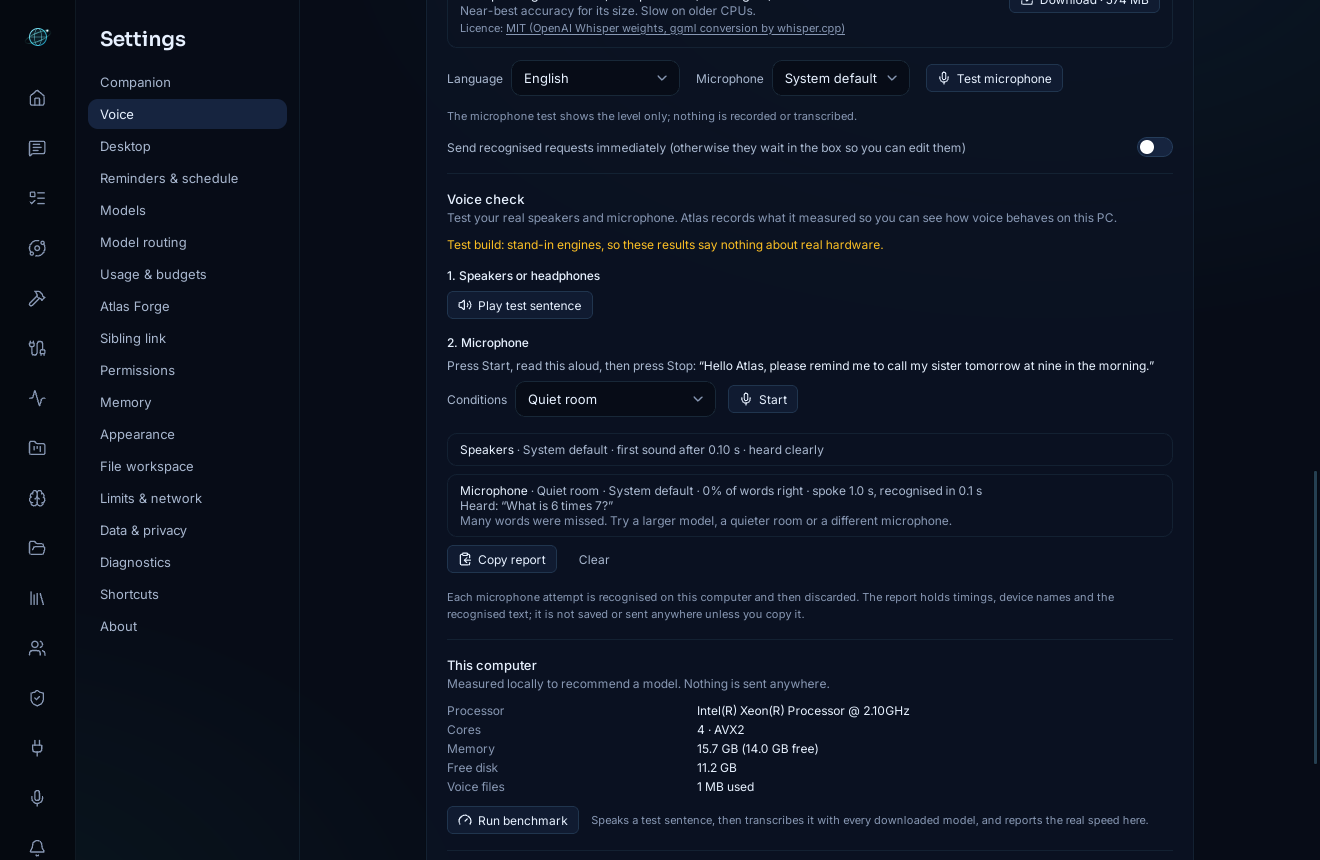 Settings
Companion
Voice
Desktop
Reminders & schedule
Models
Model routing
Usage & budgets
Atlas Forge
Sibling link
Permissions
Memory
Appearance
File workspace
Limits & network
Data & privacy
Diagnostics
Shortcuts
About
Near-best accuracy for its size. Slow on older CPUs.
Download · 574 MB
Licence: MIT (OpenAI Whisper weights, ggml conversion by whisper.cpp)
Language English Microphone System default Test microphone
The microphone test shows the level only; nothing is recorded or transcribed.
Send recognised requests immediately (otherwise they wait in the box so you can edit them)
Voice check
Test your real speakers and microphone. Atlas records what it measured so you can see how voice behaves on this PC.
Test build: stand-in engines, so these results say nothing about real hardware.
1. Speakers or headphones
Play test sentence
2. Microphone
Press Start, read this aloud, then press Stop: “Hello Atlas, please remind me to call my sister tomorrow at nine in the morning.”
Conditions Quiet room Start
Speakers · System default · first sound after 0.10 s · heard clearly
Microphone · Quiet room · System default · 0% of words right · spoke 1.0 s, recognised in 0.1 s
Heard: “What is 6 times 7?”
Many words were missed. Try a larger model, a quieter room or a different microphone.
Copy report Clear
Each microphone attempt is recognised on this computer and then discarded. The report holds timings, device names and the
recognised text; it is not saved or sent anywhere unless you copy it.
This computer
Measured locally to recommend a model. Nothing is sent anywhere.
Processor Intel(R) Xeon(R) Processor @ 2.10GHz
Cores 4 · AVX2
Memory 15.7 GB (14.0 GB free)
Free disk 11.2 GB
Voice files 1 MB used
Run benchmark Speaks a test sentence, then transcribes it with every downloaded model, and reports the real speed here.